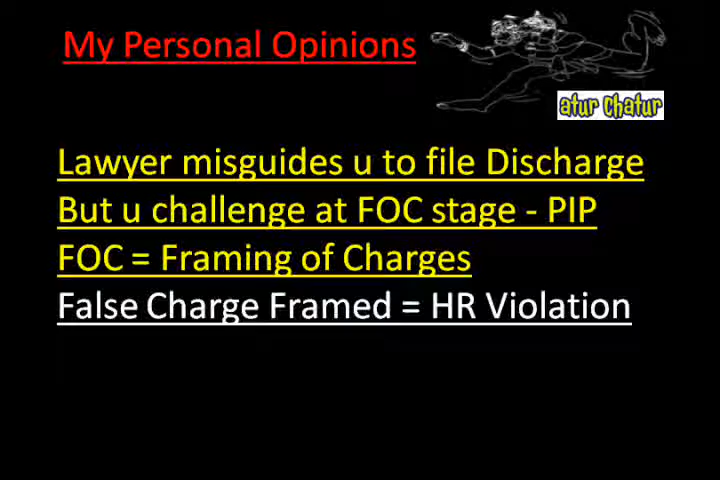 My Personal Opinions
atur chatur
Lawyer misguides u to file Discharge
But u challenge at FOC stage - PIP
FOC = Framing of Charges
False Charge Framed = HR Violation